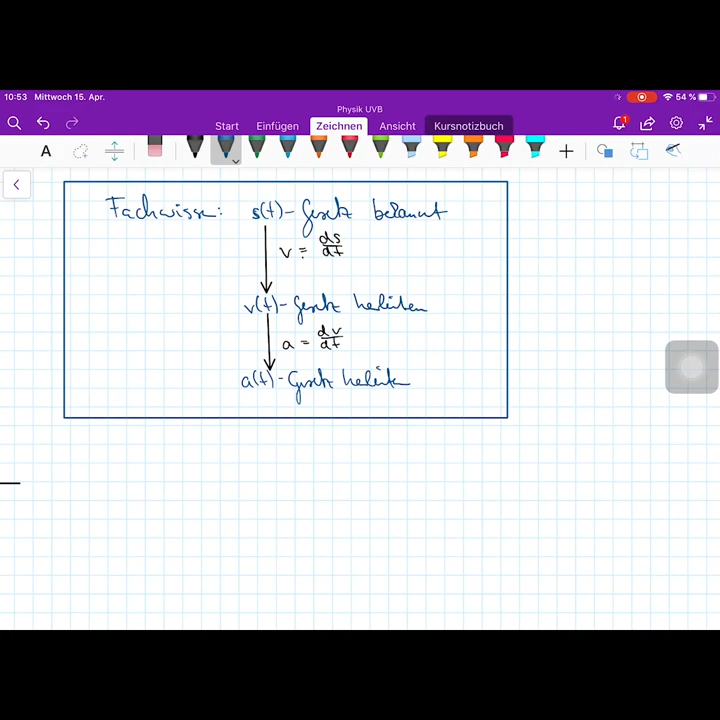 10:53 Mittwoch 15. Apr.
54 %
Physik UVB
Start Einfügen Zeichnen Ansicht Kursnotizbuch
1
A
Fachwissen: s(t)-Gesetz bekannt
v = ds/dt
v(t)-Gesetz herleiten
a = dv/dt
a(t)-Gesetz herleiten